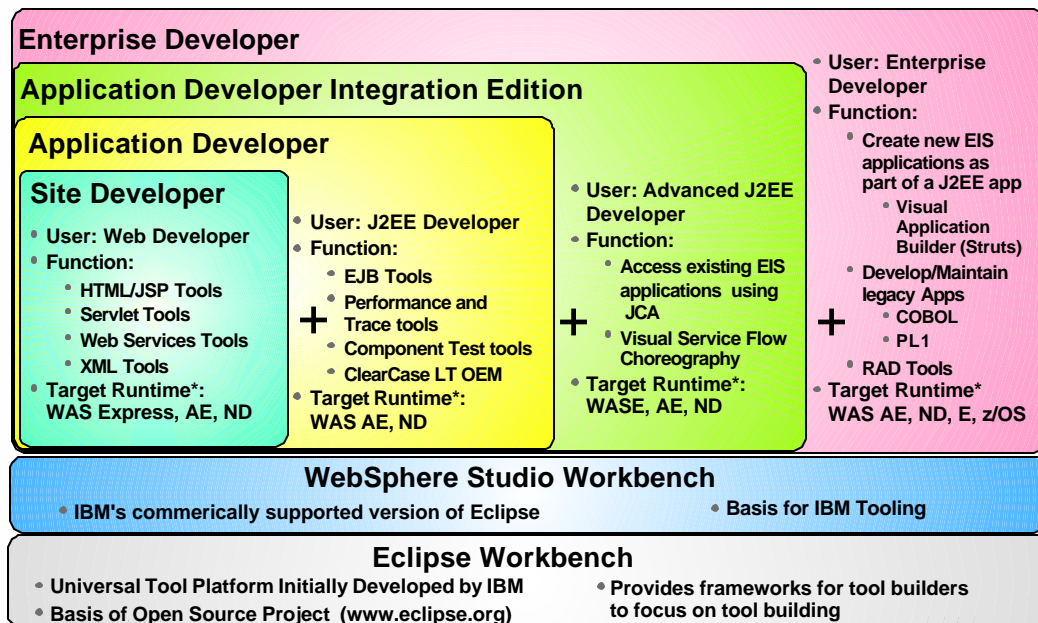 Enterprise Developer
Application Developer Integration Edition
Application Developer
Site Developer
• User: Web Developer
• Function:
• HTML/JSP Tools
• Servlet Tools
• Web Services Tools
• XML Tools
• Target Runtime*:
WAS Express, AE, ND
+
• User: J2EE Developer
• Function:
• EJB Tools
• Performance and
Trace tools
• Component Test tools
• ClearCase LT OEM
• Target Runtime*:
WAS AE, ND
+
• User: Advanced J2EE
Developer
• Function:
• Access existing EIS
applications using
JCA
• Visual Service Flow
Choreography
• Target Runtime*:
WASE, AE, ND
+
• User: Enterprise
Developer
• Function:
• Create new EIS
applications as
part of a J2EE app
• Visual
Application
Builder (Struts)
• Develop/Maintain
legacy Apps
• COBOL
• PL1
• RAD Tools
• Target Runtime*
WAS AE, ND, E, z/OS
WebSphere Studio Workbench
• IBM's commerically supported version of Eclipse
• Basis for IBM Tooling
Eclipse Workbench
• Universal Tool Platform Initially Developed by IBM
• Basis of Open Source Project (www.eclipse.org)
• Provides frameworks for tool builders
to focus on tool building